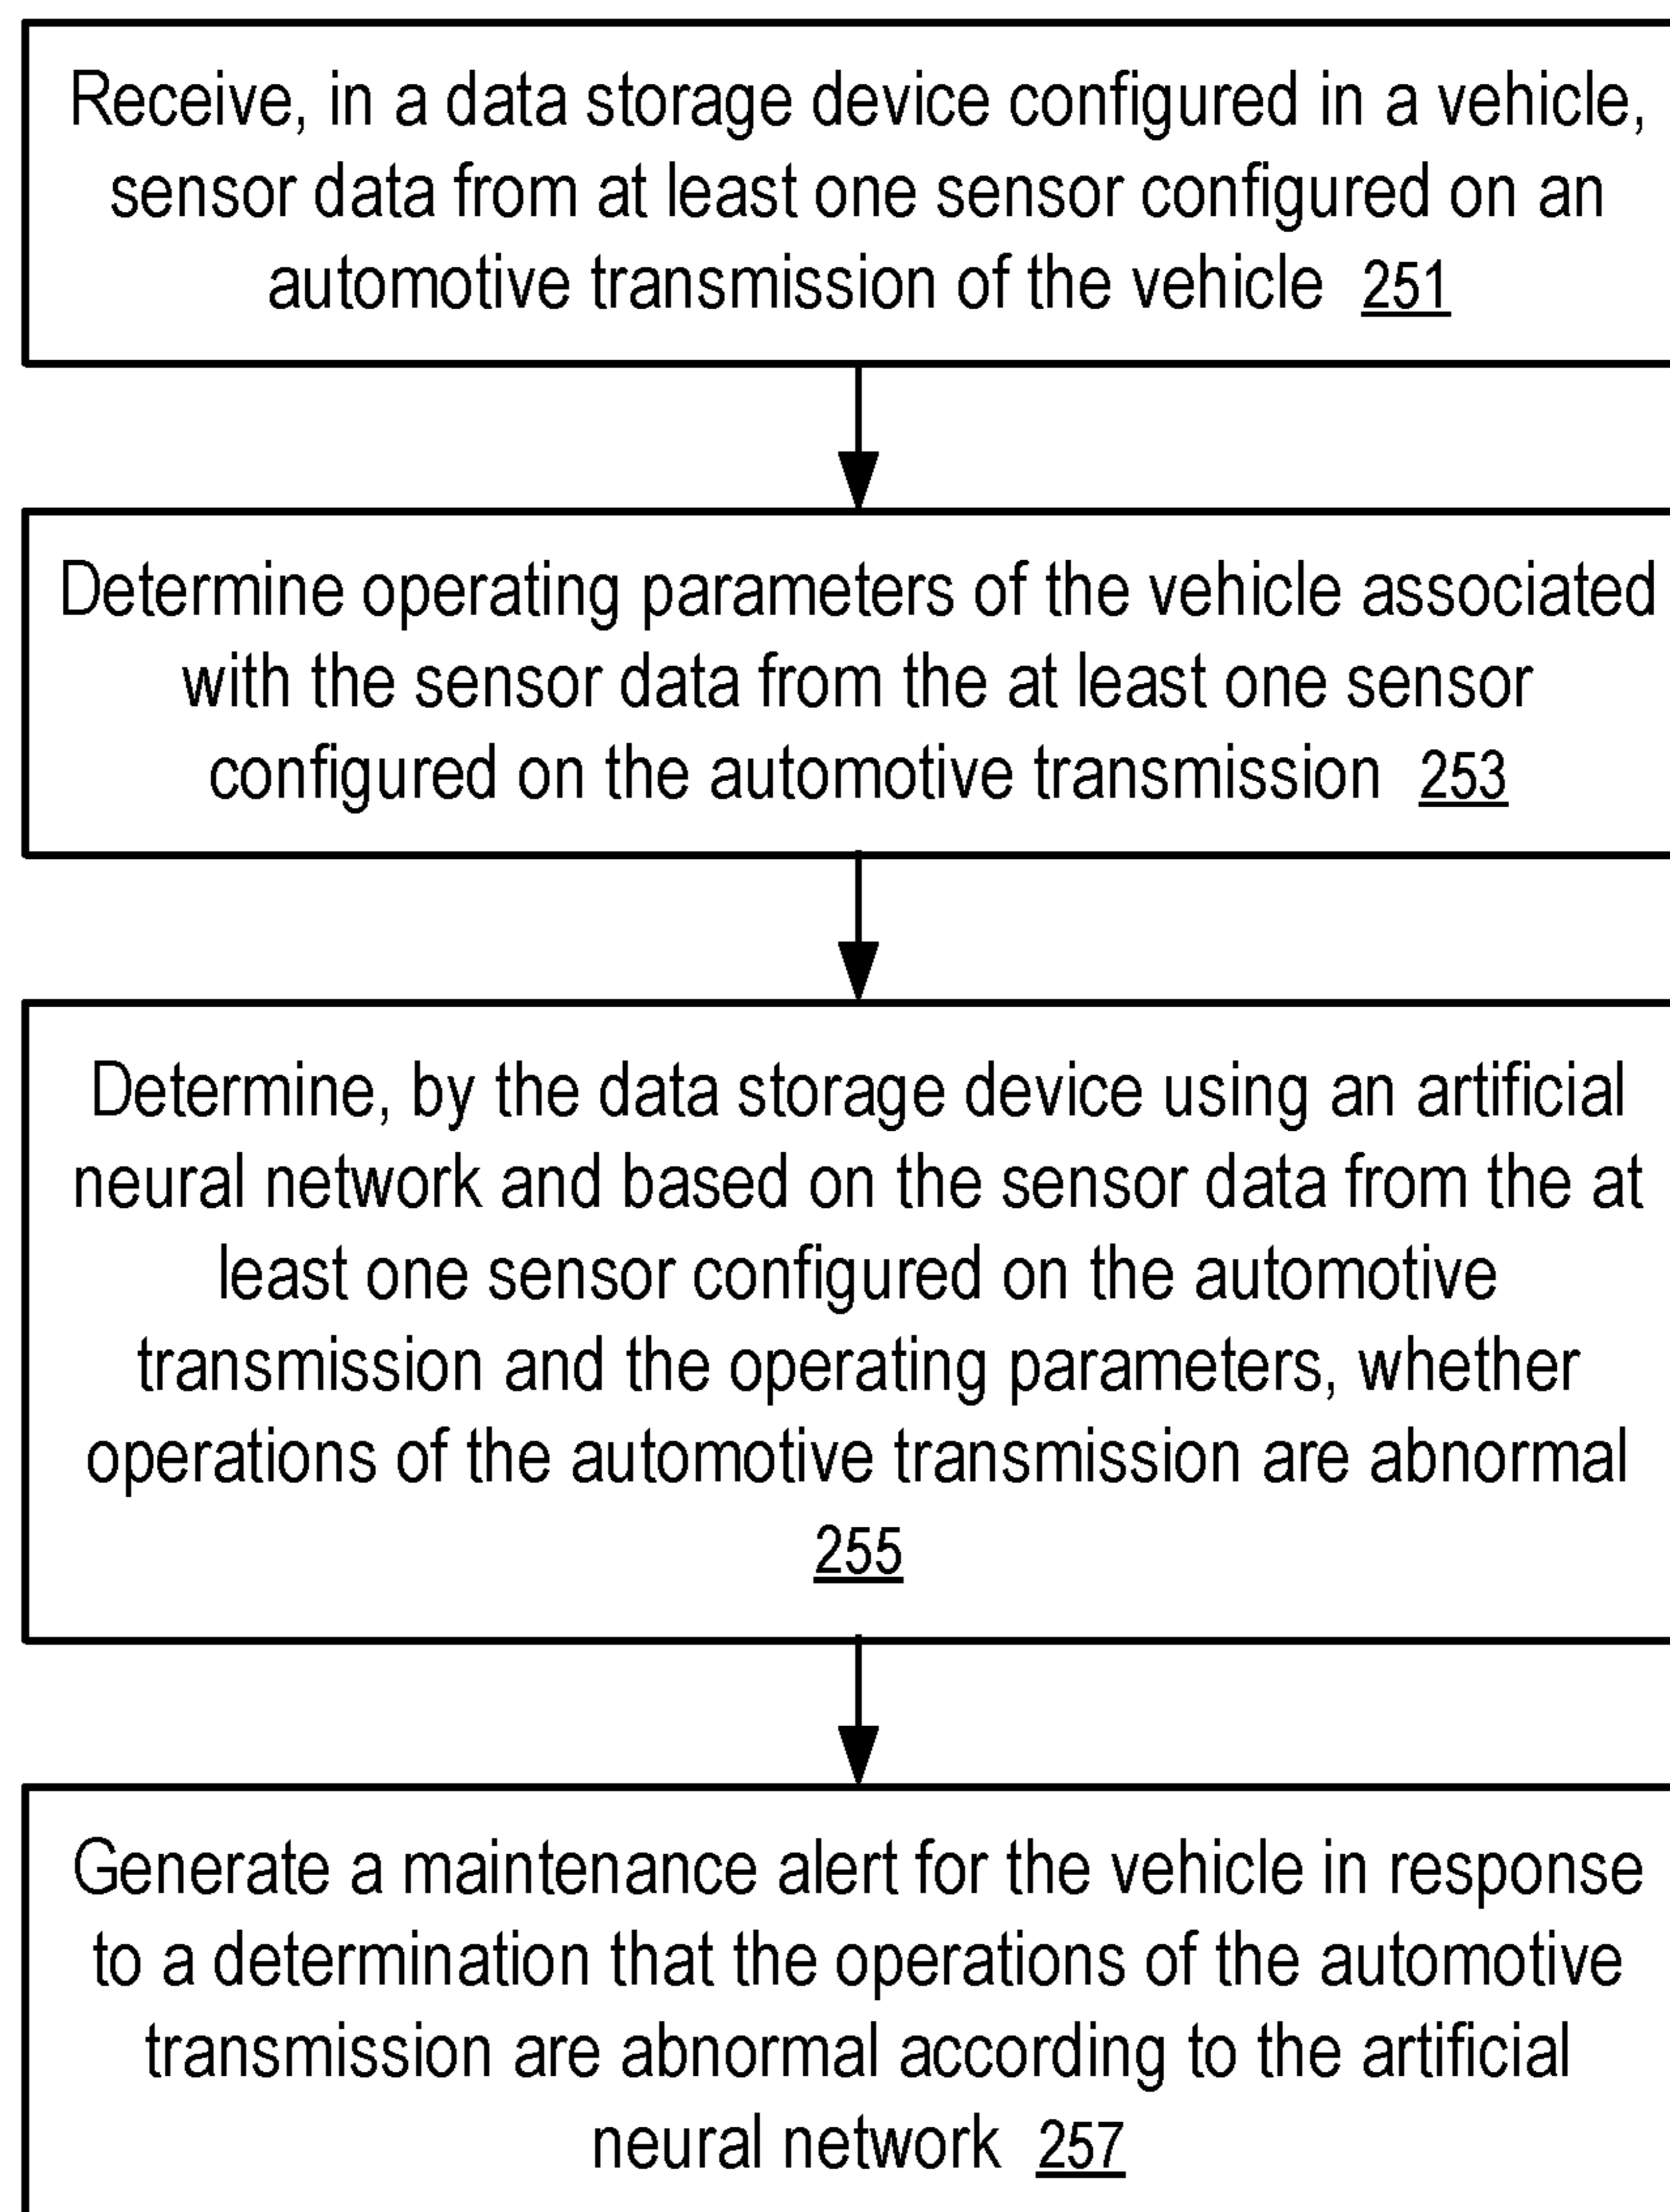 Receive, in a data storage device configured in a vehicle,
sensor data from at least one sensor configured on an
automotive transmission of the vehicle 251
Determine operating parameters of the vehicle associated
with the sensor data from the at least one sensor
configured on the automotive transmission 253
Determine, by the data storage device using an artificial
neural network and based on the sensor data from the at
least one sensor configured on the automotive
transmission and the operating parameters, whether
operations of the automotive transmission are abnormal
255
Generate a maintenance alert for the vehicle in response
to a determination that the operations of the automotive
transmission are abnormal according to the artificial
neural network 257